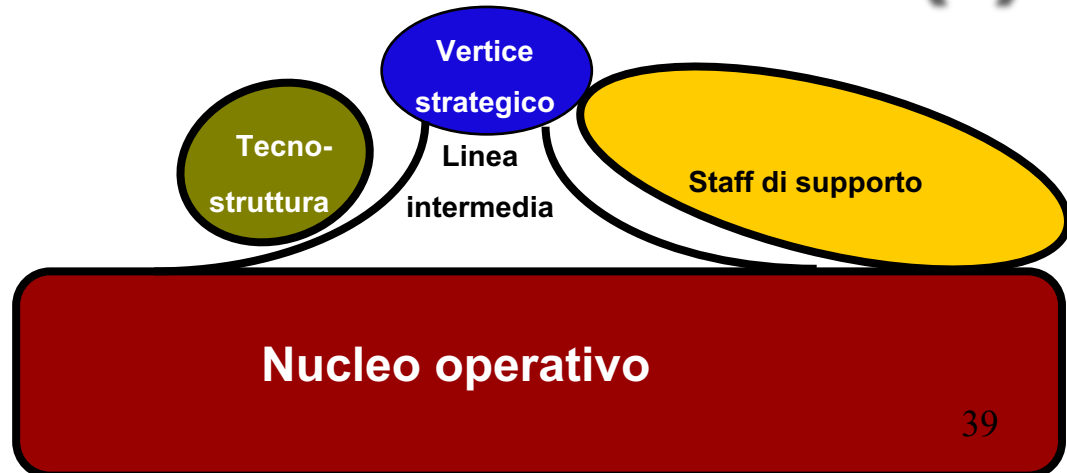 Vertice
strategico
Tecno-
struttura
Linea
intermedia
Staff di supporto
Nucleo operativo
39